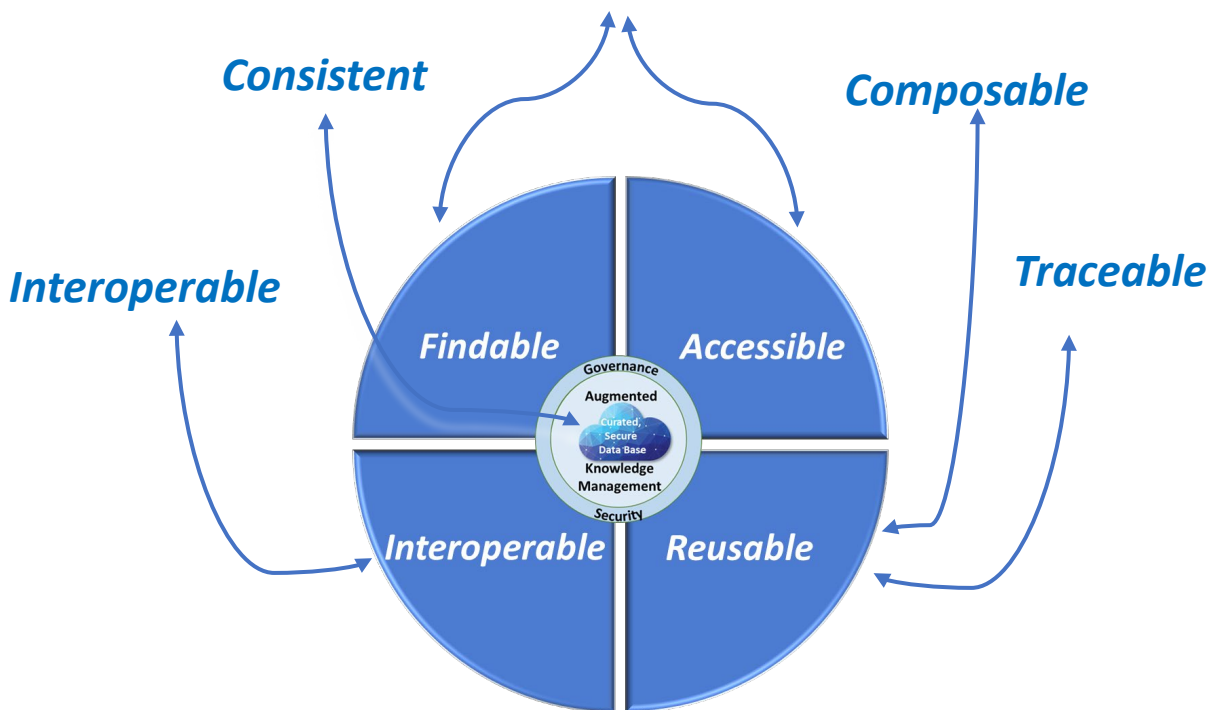 Consistent
Composable
Interoperable
Traceable
Findable
Accessible
Governance
Augmented
Curated,
Secure
Data Base
Knowledge
Management
Security
Interoperable
Reusable